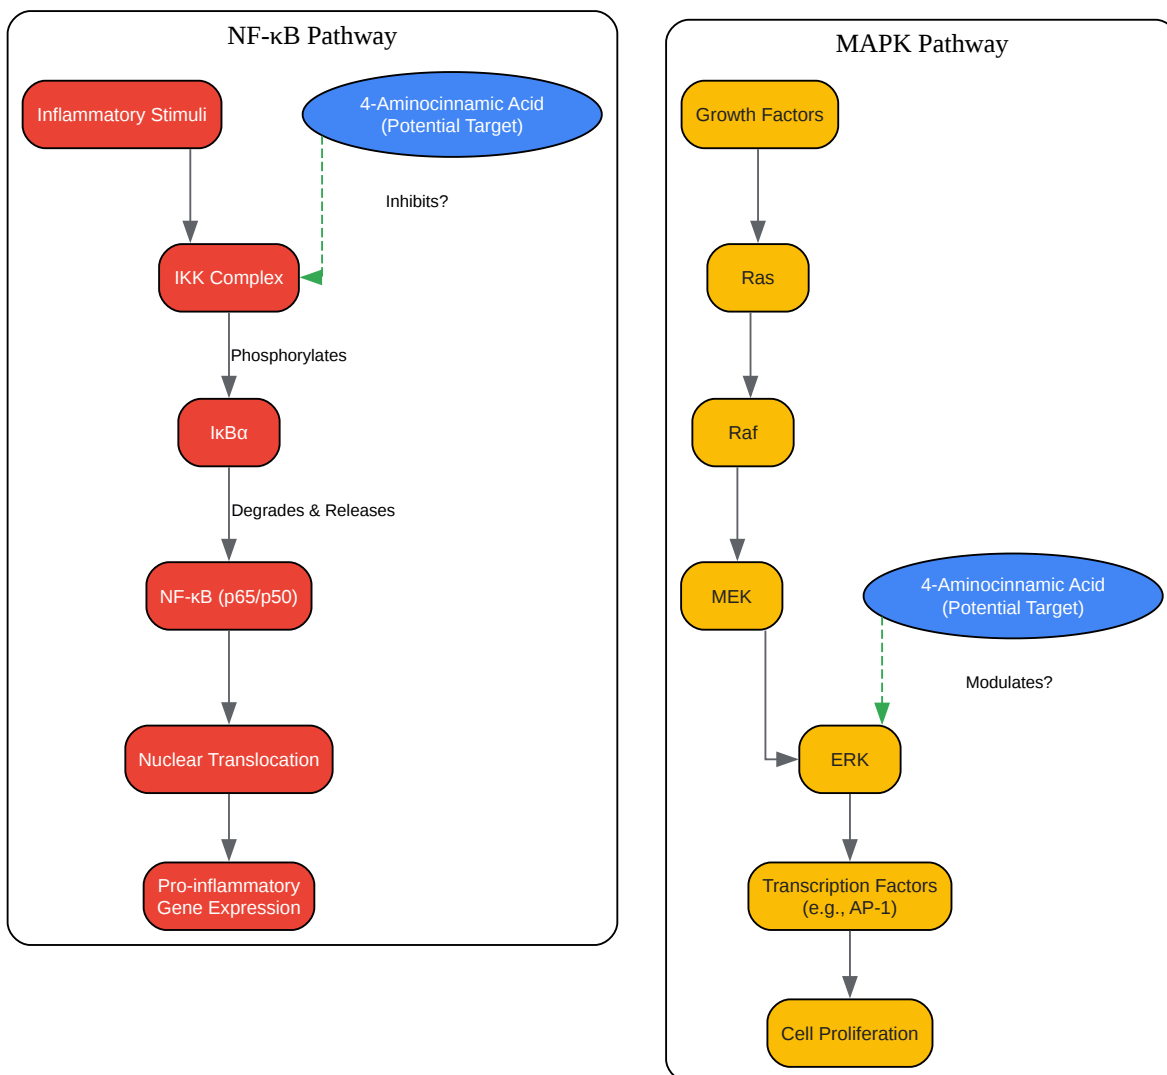 NF-κB Pathway
Inflammatory Stimuli
4-Aminocinnamic Acid
(Potential Target)
Inhibits?
IKK Complex
Phosphorylates
IκBα
Degrades & Releases
NF-κB (p65/p50)
Nuclear Translocation
Pro-inflammatory
Gene Expression
MAPK Pathway
Growth Factors
Ras
Raf
MEK
4-Aminocinnamic Acid
(Potential Target)
Modulates?
ERK
Transcription Factors
(e.g., AP-1)
Cell Proliferation